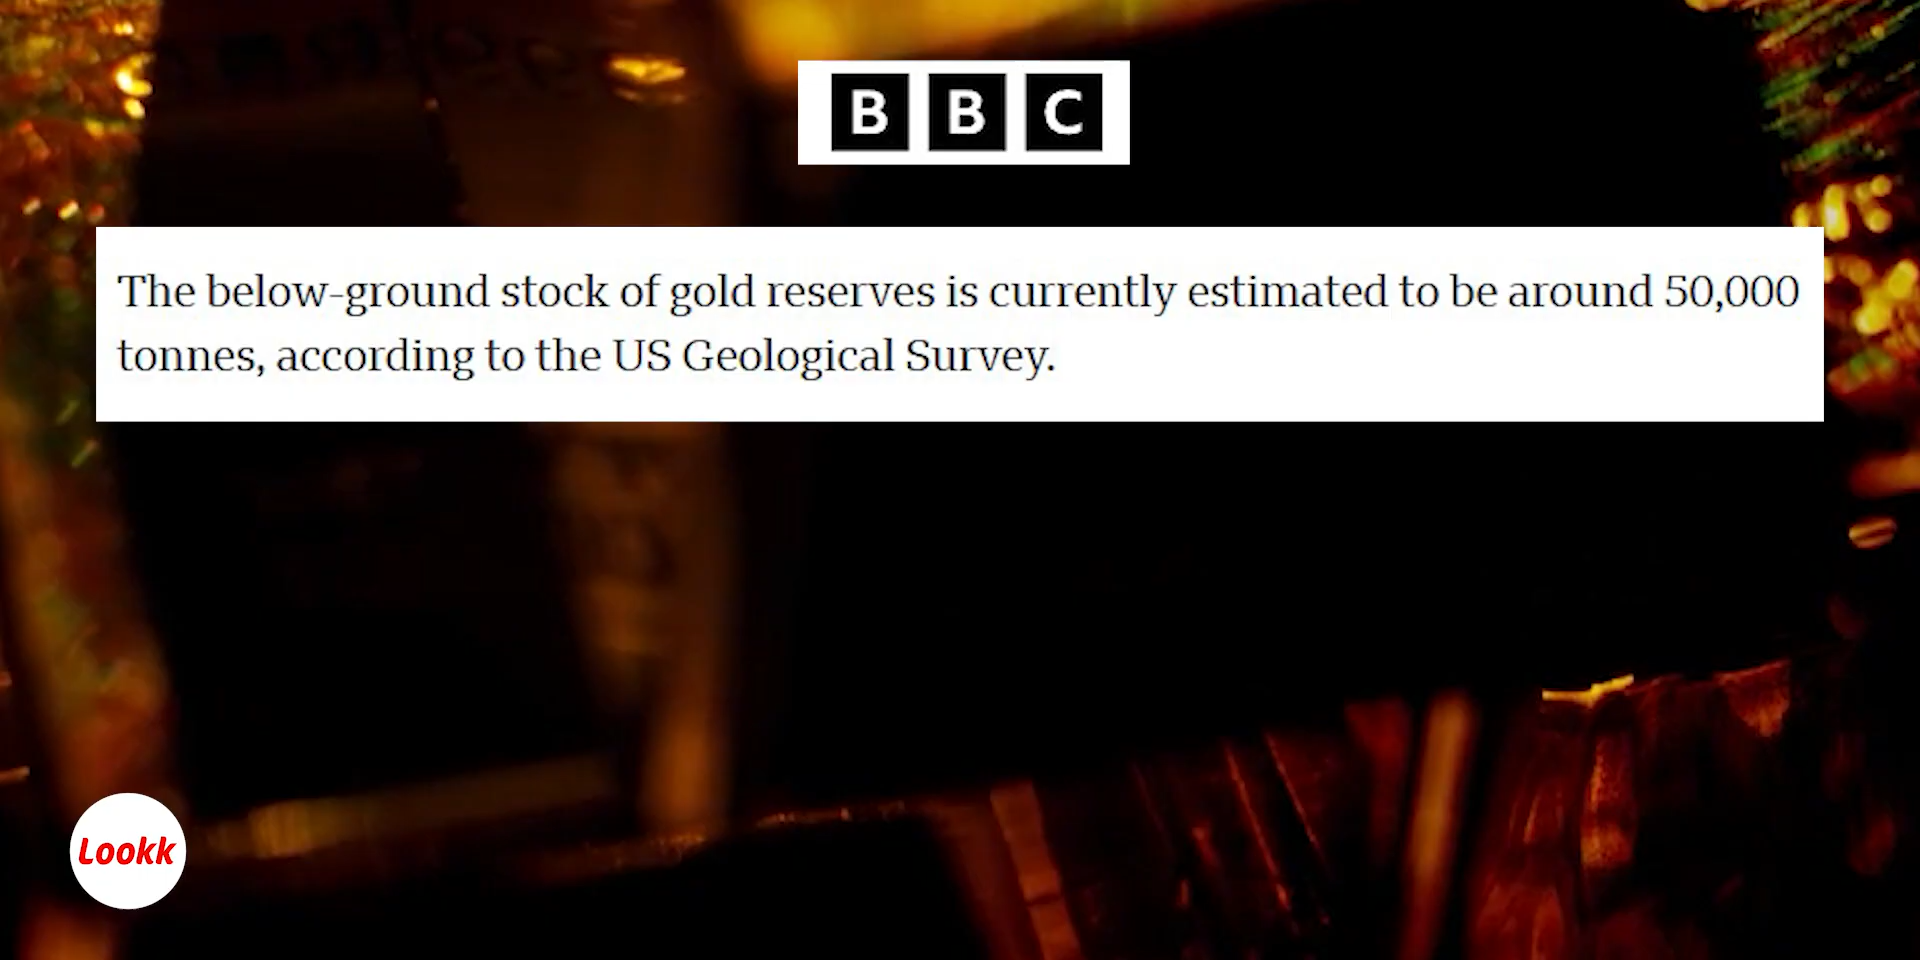 BBC
The below-ground stock of gold reserves is currently estimated to be around 50,000
tonnes, according to the US Geological Survey.
Lookk